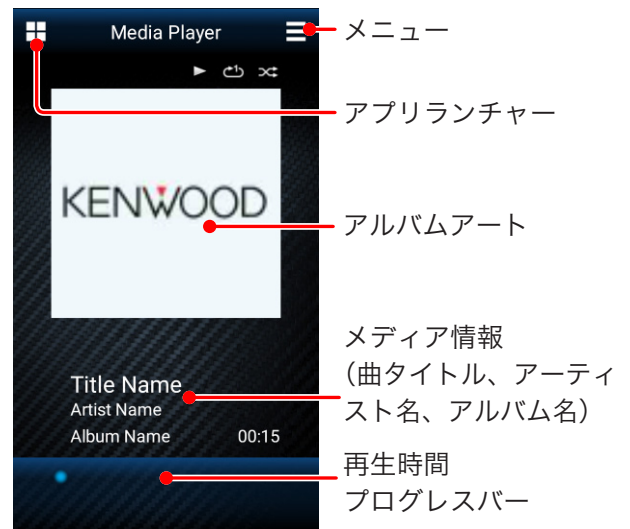 Media Player
メニュー
アプリランチャー
KENWOOD
アルバムアート
メディア情報
（曲タイトル、アーティ
スト名、アルバム名）
Title Name
Artist Name
Album Name 00:15
再生時間
プログレスバー